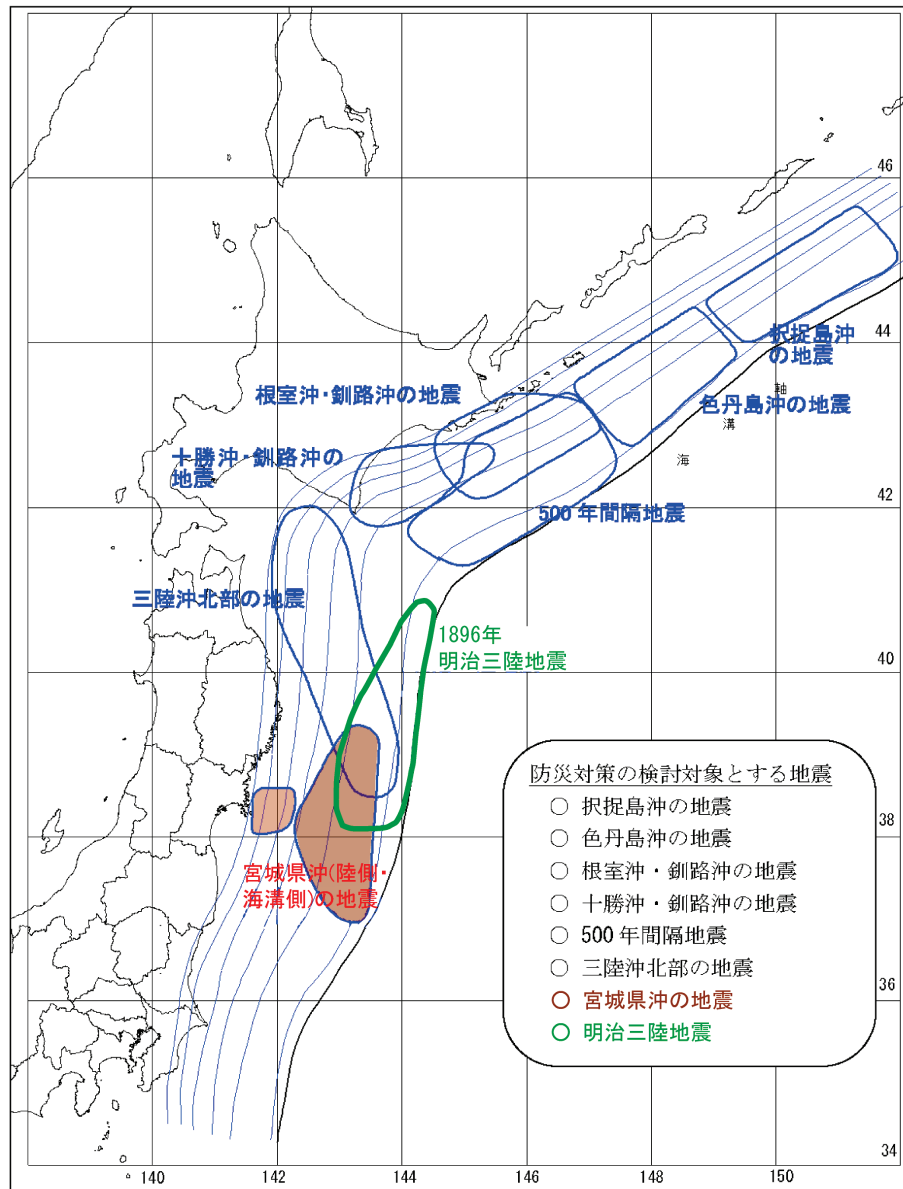 46
44
42
40
38
36
34
140
142
144
146
148
150
択捉島沖
の地震
色丹島沖の地震
軸
溝
海
根室沖・釧路沖の地震
十勝沖・釧路沖の
地震
500年間隔地震
三陸沖北部の地震
1896年
明治三陸地震
宮城県沖(陸側・
海溝側)の地震
防災対策の検討対象とする地震
○ 択捉島沖の地震
○ 色丹島沖の地震
○ 根室沖・釧路沖の地震
○ 十勝沖・釧路沖の地震
○ 500年間隔地震
○ 三陸沖北部の地震
○ 宮城県沖の地震
○ 明治三陸地震